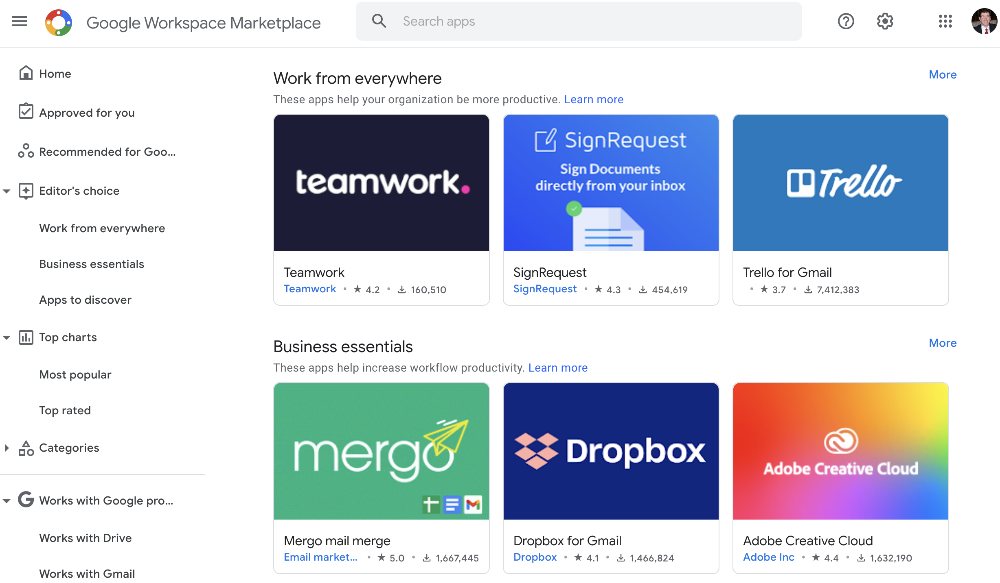 Google Workspace Marketplace
Search apps
Home
Approved for you
Recommended for Goo...
Editor's choice
Work from everywhere
Business essentials
Apps to discover
Top charts
Most popular
Top rated
Categories
Works with Google pro...
Works with Drive
Works with Gmail
Work from everywhere
More
These apps help your organization be more productive. Learn more
teamwork.
Teamwork
Teamwork • ★ 4.2 • 160,510
SignRequest
Sign Documents
directly from your inbox
SignRequest
SignRequest • ★ 4.3 • 454,619
Trello
Trello for Gmail
• ★ 3.7 • 7,412,383
Business essentials
More
These apps help increase workflow productivity. Learn more
mergo
Mergo mail merge
Email market... • ★ 5.0 • 1,667,445
Dropbox
Dropbox for Gmail
Dropbox • ★ 4.1 • 1,466,824
Adobe Creative Cloud
Adobe Creative Cloud
Adobe Inc • ★ 4.4 • 1,632,190